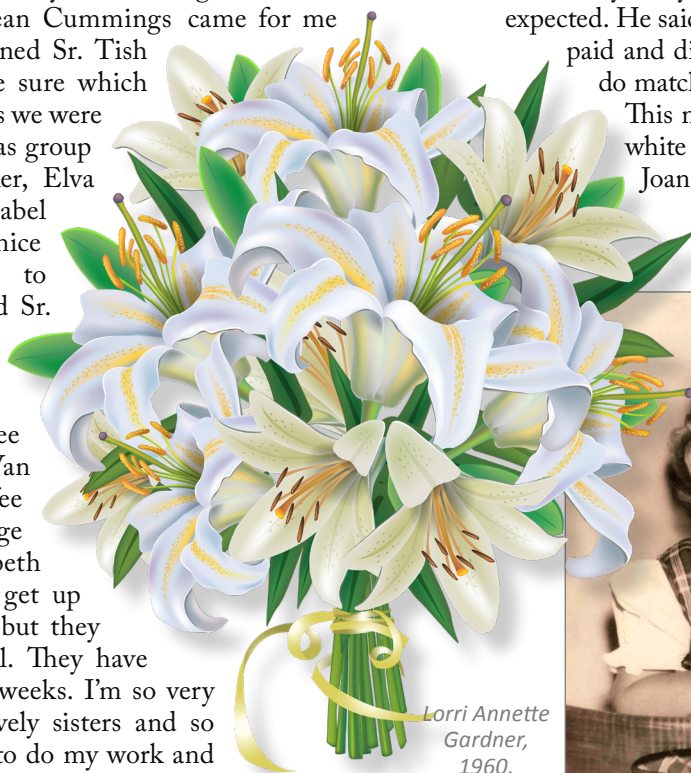 ean Cummings came for me
ned Sr. Tish
e sure which
s we were
as group
er, Elva
abel
nice
to
d Sr.
ee
Van
ee
ge
beth
get up
but they
l. They have
weeks. I'm so very
vely sisters and so
to do my work and
expected. He said
paid and di
do match
This
white
Joan
Lorri Annette
Gardner,
1960.